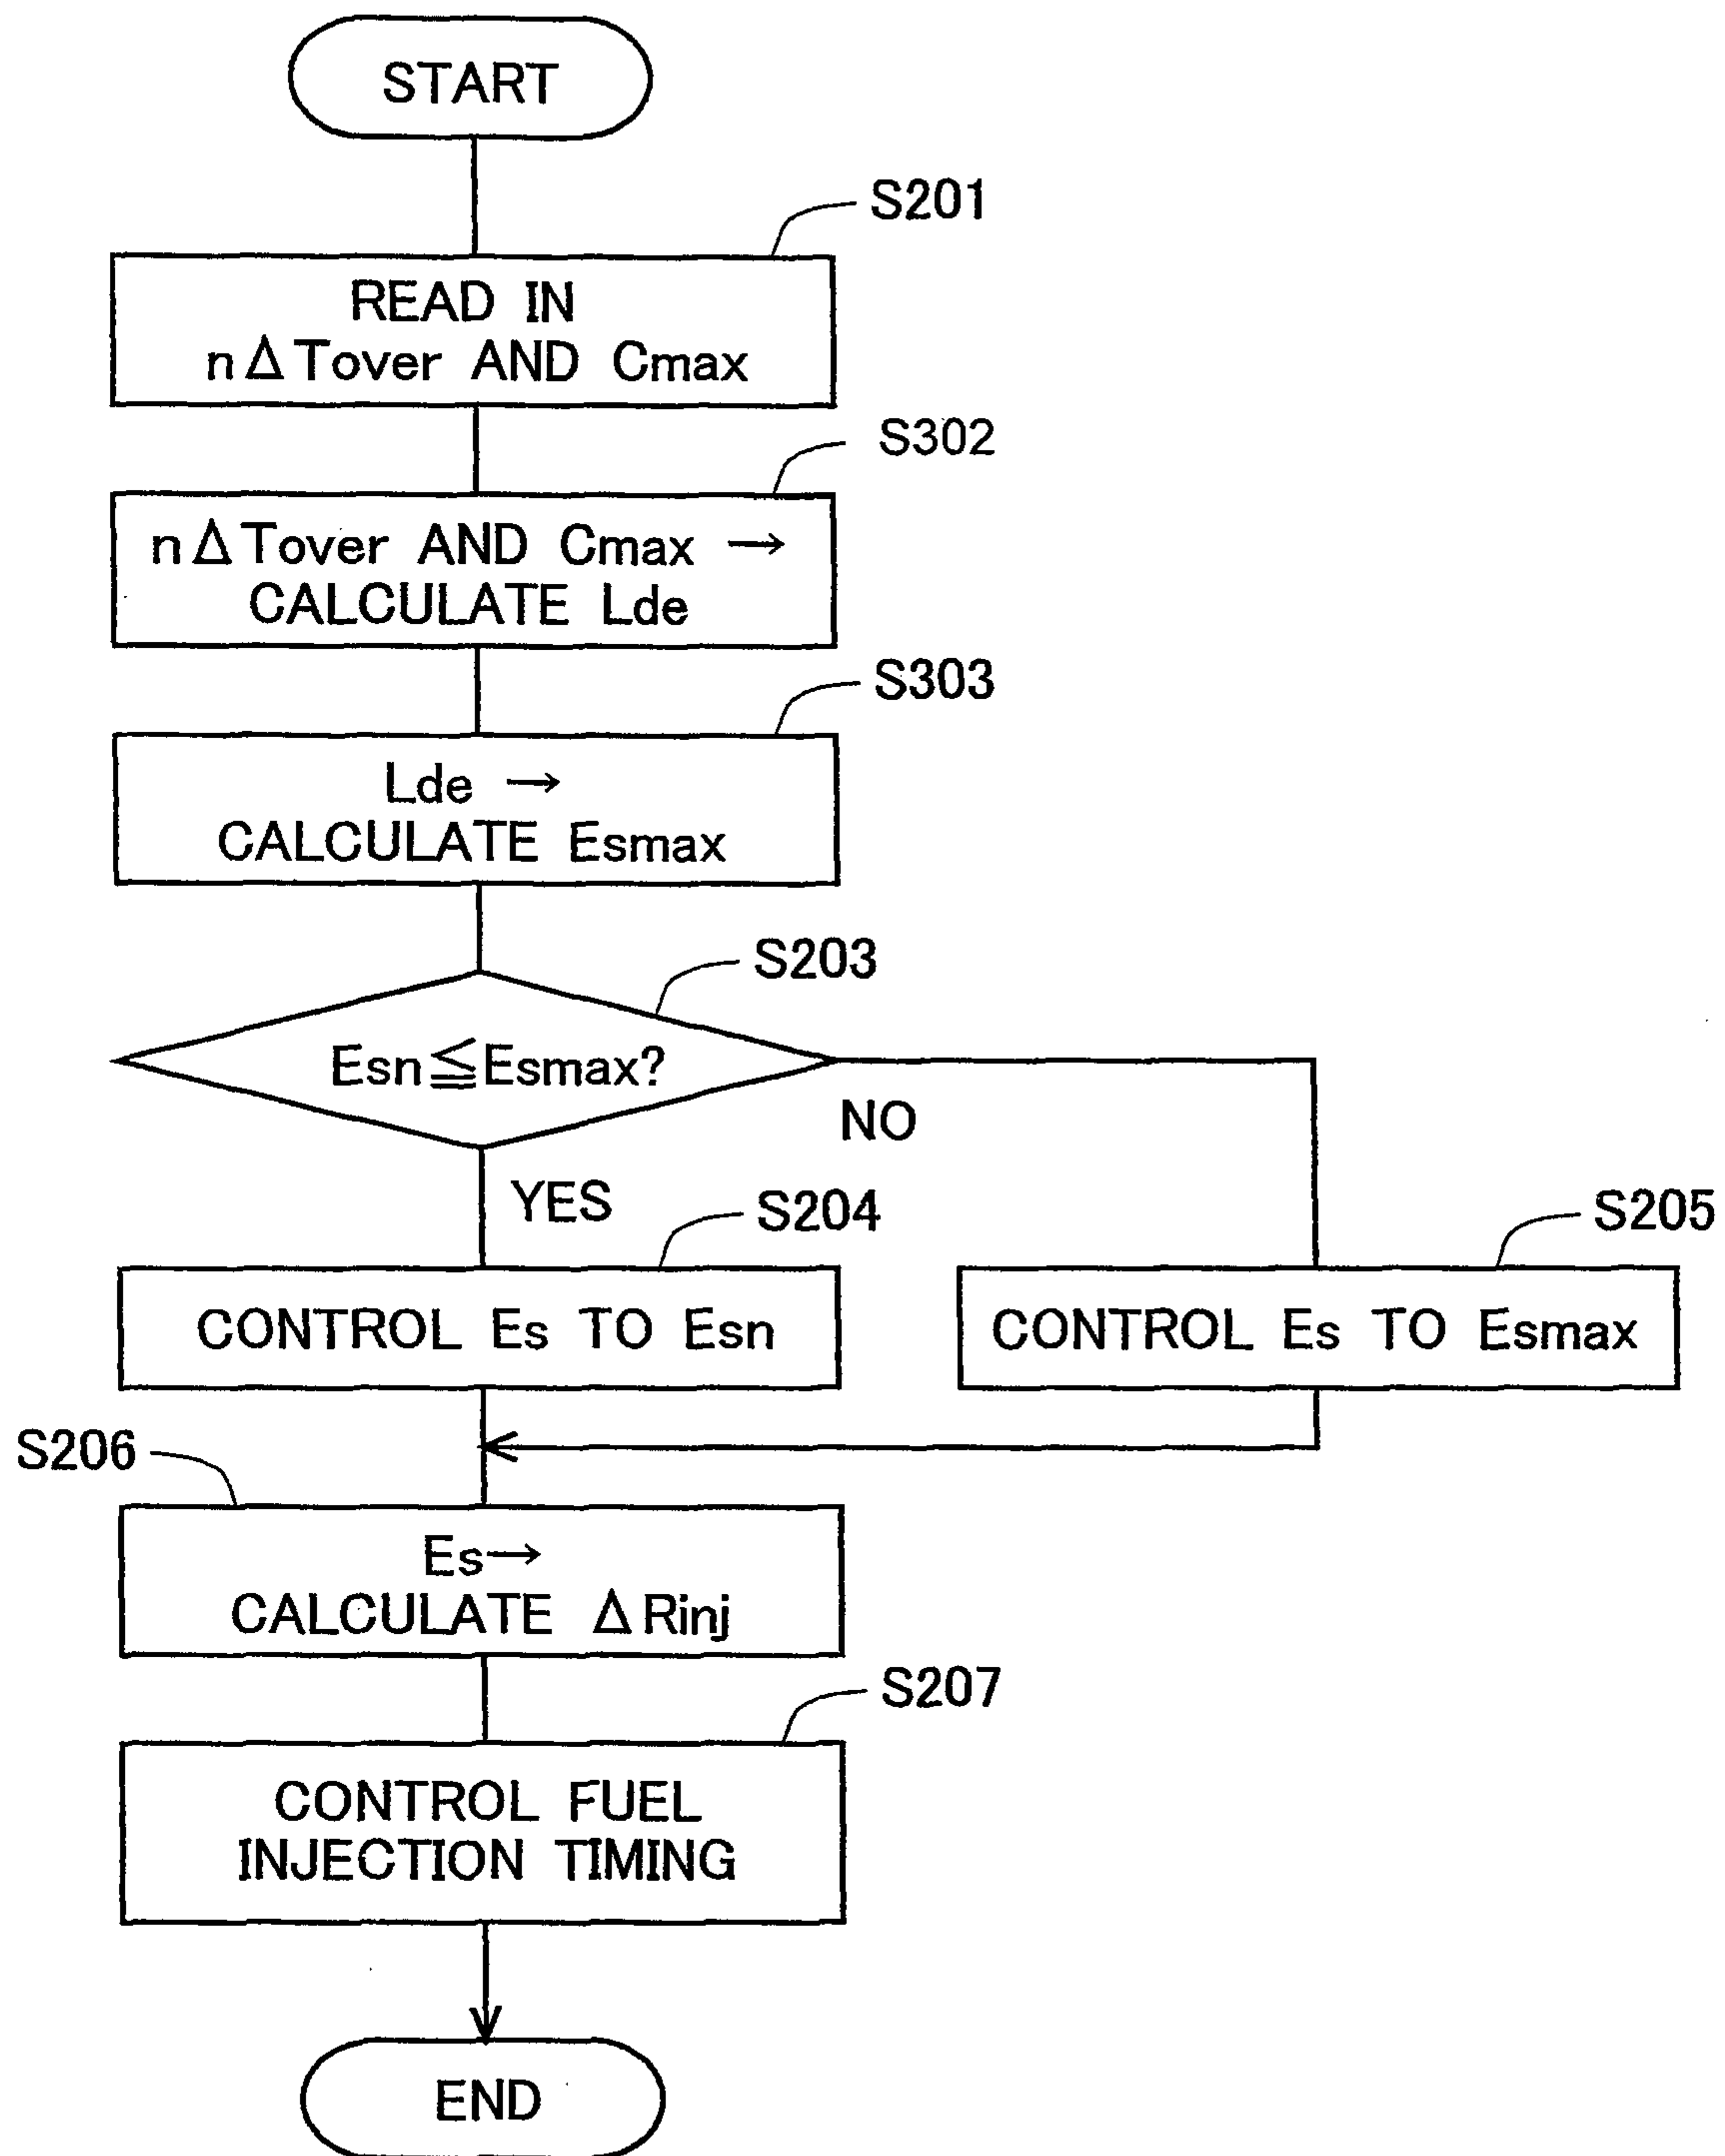 START
S201
READ IN
nΔTover AND Cmax
S302
nΔTover AND Cmax →
CALCULATE Lde
S303
Lde →
CALCULATE Esmax
S203
Esn≦Esmax?
NO
YES
S204
S205
CONTROL Es TO Esn
CONTROL Es TO Esmax
S206
Es→
CALCULATE ΔRinj
S207
CONTROL FUEL
INJECTION TIMING
END